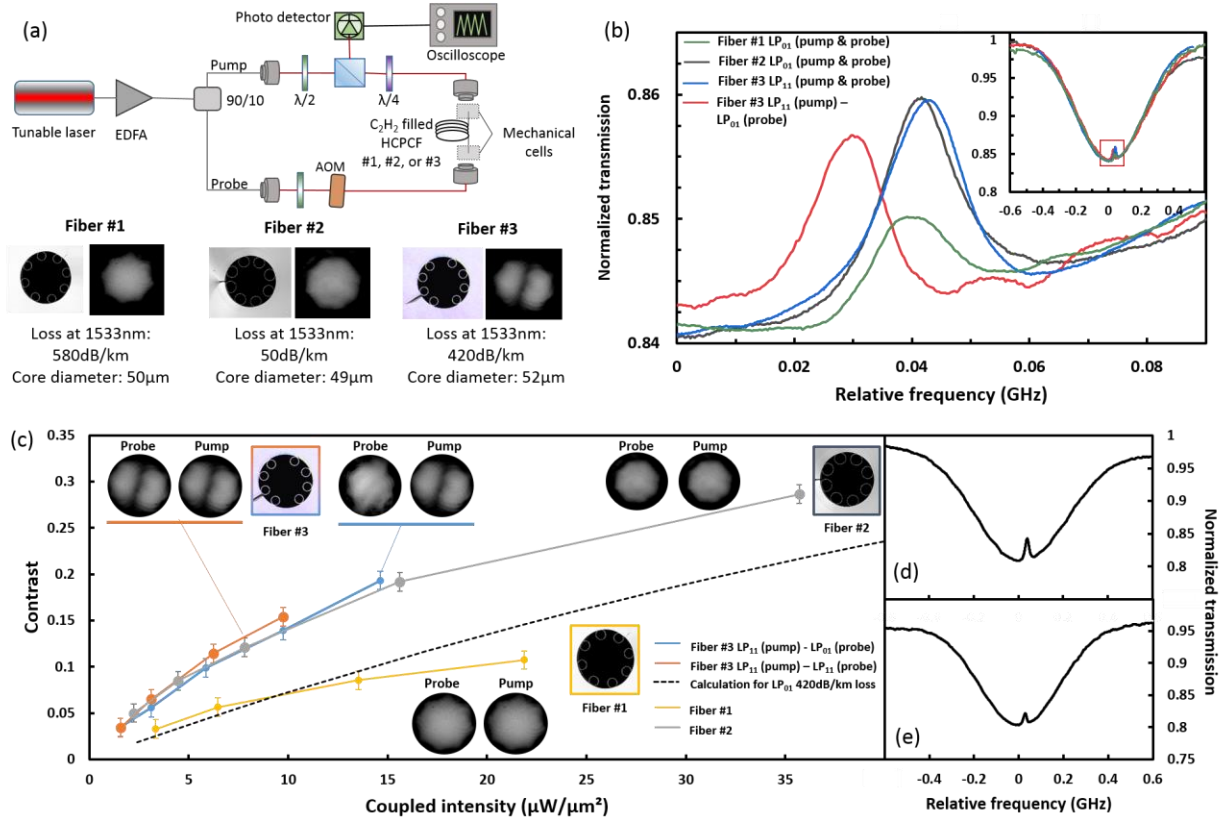 (a)
Photo detector
Oscilloscope
Pump
90/10
λ/2
λ/4
Tunable laser
EDFA
C₂H₂ filled
HCPCF
#1, #2, or #3
Mechanical
cells
AOM
Probe
Fiber #1
Fiber #2
Fiber #3
Loss at 1533nm:
580dB/km
Core diameter: 50µm
Loss at 1533nm:
50dB/km
Core diameter: 49µm
Loss at 1533nm:
420dB/km
Core diameter: 52µm
(b)
Fiber #1 LP₀₁ (pump & probe)
Fiber #2 LP₀₁ (pump & probe)
Fiber #3 LP₁₁ (pump & probe)
Fiber #3 LP₁₁ (pump) –
LP₀₁ (probe)
Normalized transmission
0.86
0.85
0.84
0
0.02
0.04
0.06
0.08
Relative frequency (GHz)
1
0.95
0.9
0.85
0.8
-0.6
-0.4
-0.2
0
0.2
0.4
(c)
Contrast
0.35
0.3
0.25
0.2
0.15
0.1
0.05
0
0
5
10
15
20
25
30
35
Coupled intensity (µW/µm²)
Probe
Pump
Fiber #3
Probe
Pump
Probe
Pump
Fiber #2
Probe
Pump
Fiber #1
Fiber #3 LP₁₁ (pump) - LP₀₁ (probe)
Fiber #3 LP₁₁ (pump) – LP₁₁ (probe)
Calculation for LP₀₁ 420dB/km loss
Fiber #1
Fiber #2
(d)
1
0.95
0.9
0.8
(e)
0.95
0.9
0.8
0.75
-0.4
-0.2
0
0.2
0.4
0.6
Relative frequency (GHz)
Normalized transmission